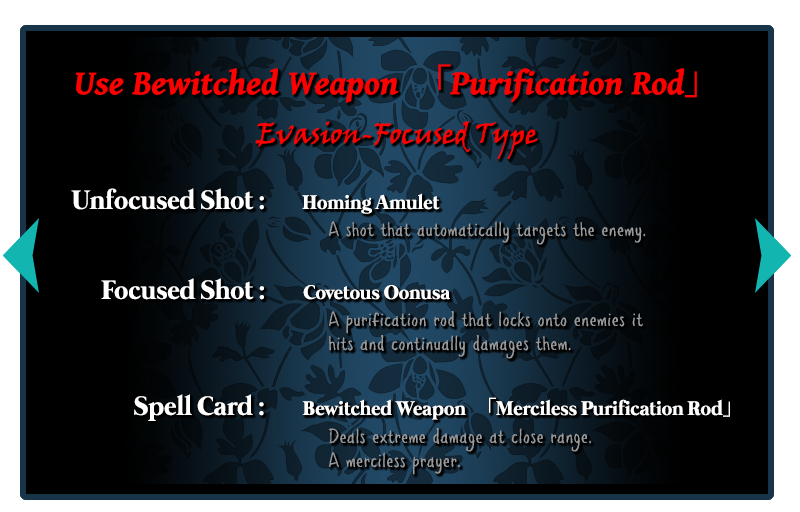 Use Bewitched Weapon 「Purification Rod」
Evasion-Focused Type
Unfocused Shot : Homing Amulet
A shot that automatically targets the enemy.
Focused Shot : Covetous Oonusa
A purification rod that locks onto enemies it
hits and continually damages them.
Spell Card : Bewitched Weapon 「Merciless Purification Rod」
Deals extreme damage at close range.
A merciless prayer.